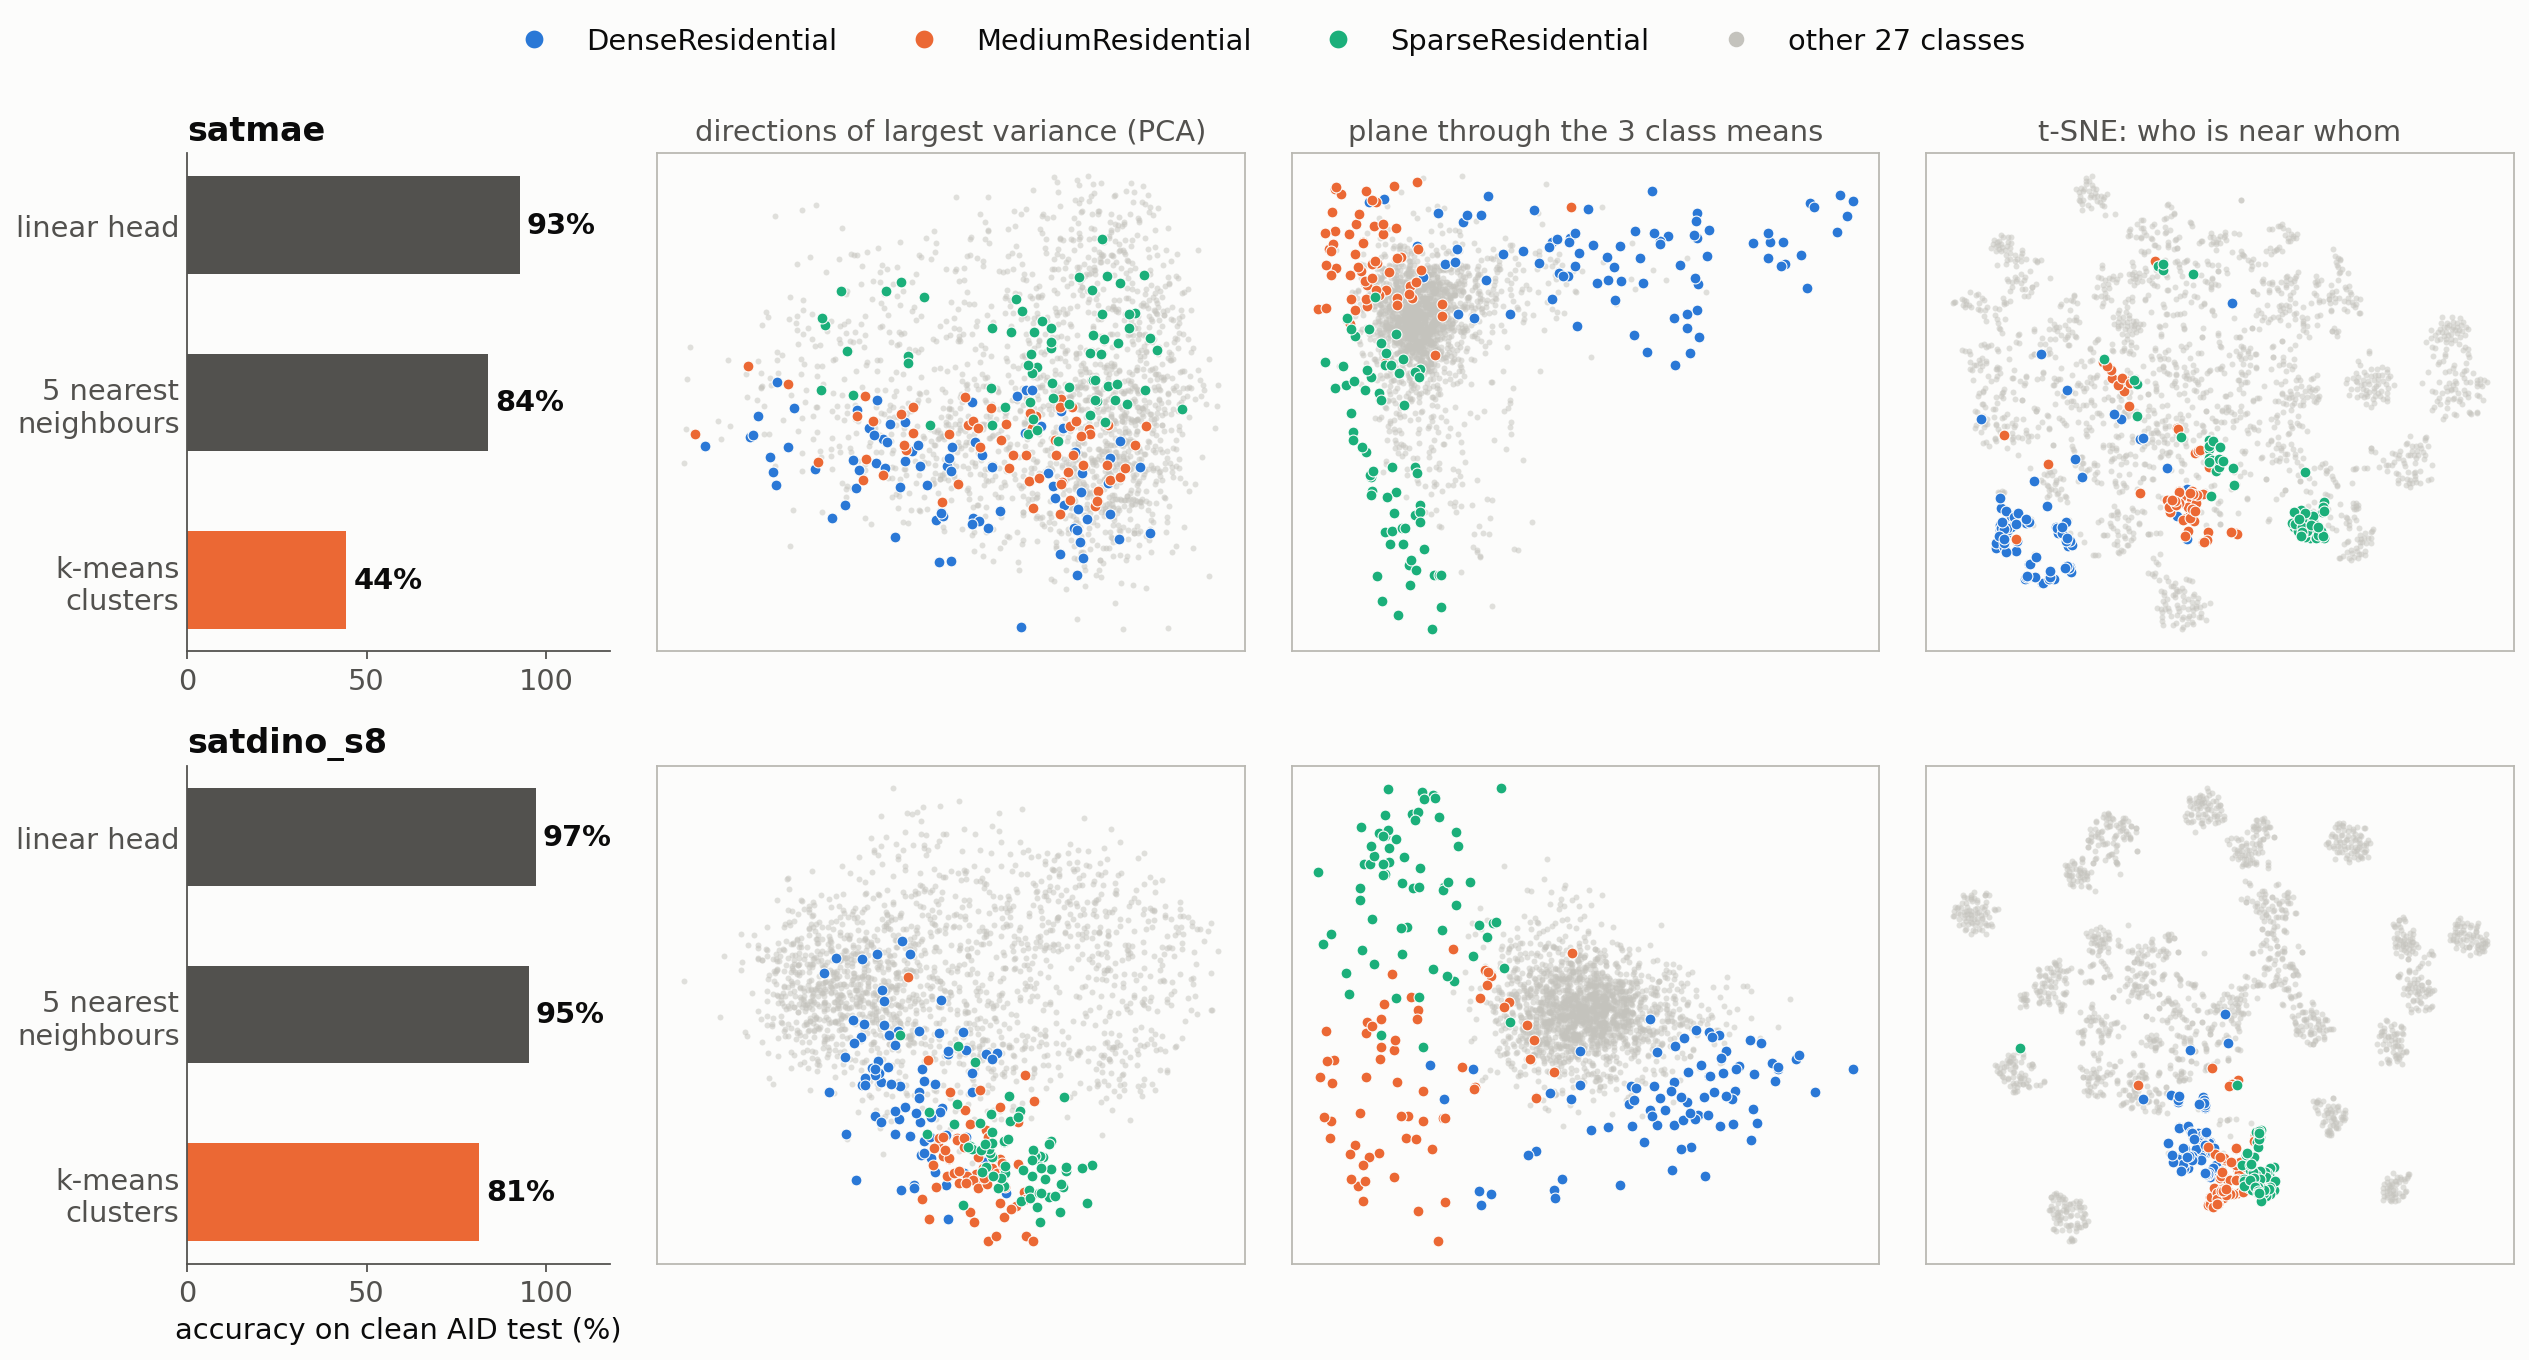 DenseResidential MediumResidential SparseResidential other 27 classes
satmae
directions of largest variance (PCA)
plane through the 3 class means
t-SNE: who is near whom
linear head
93%
5 nearest
neighbours
84%
k-means
clusters
44%
0 50 100
satdino_s8
linear head
97%
5 nearest
neighbours
95%
k-means
clusters
81%
0 50 100
accuracy on clean AID test (%)